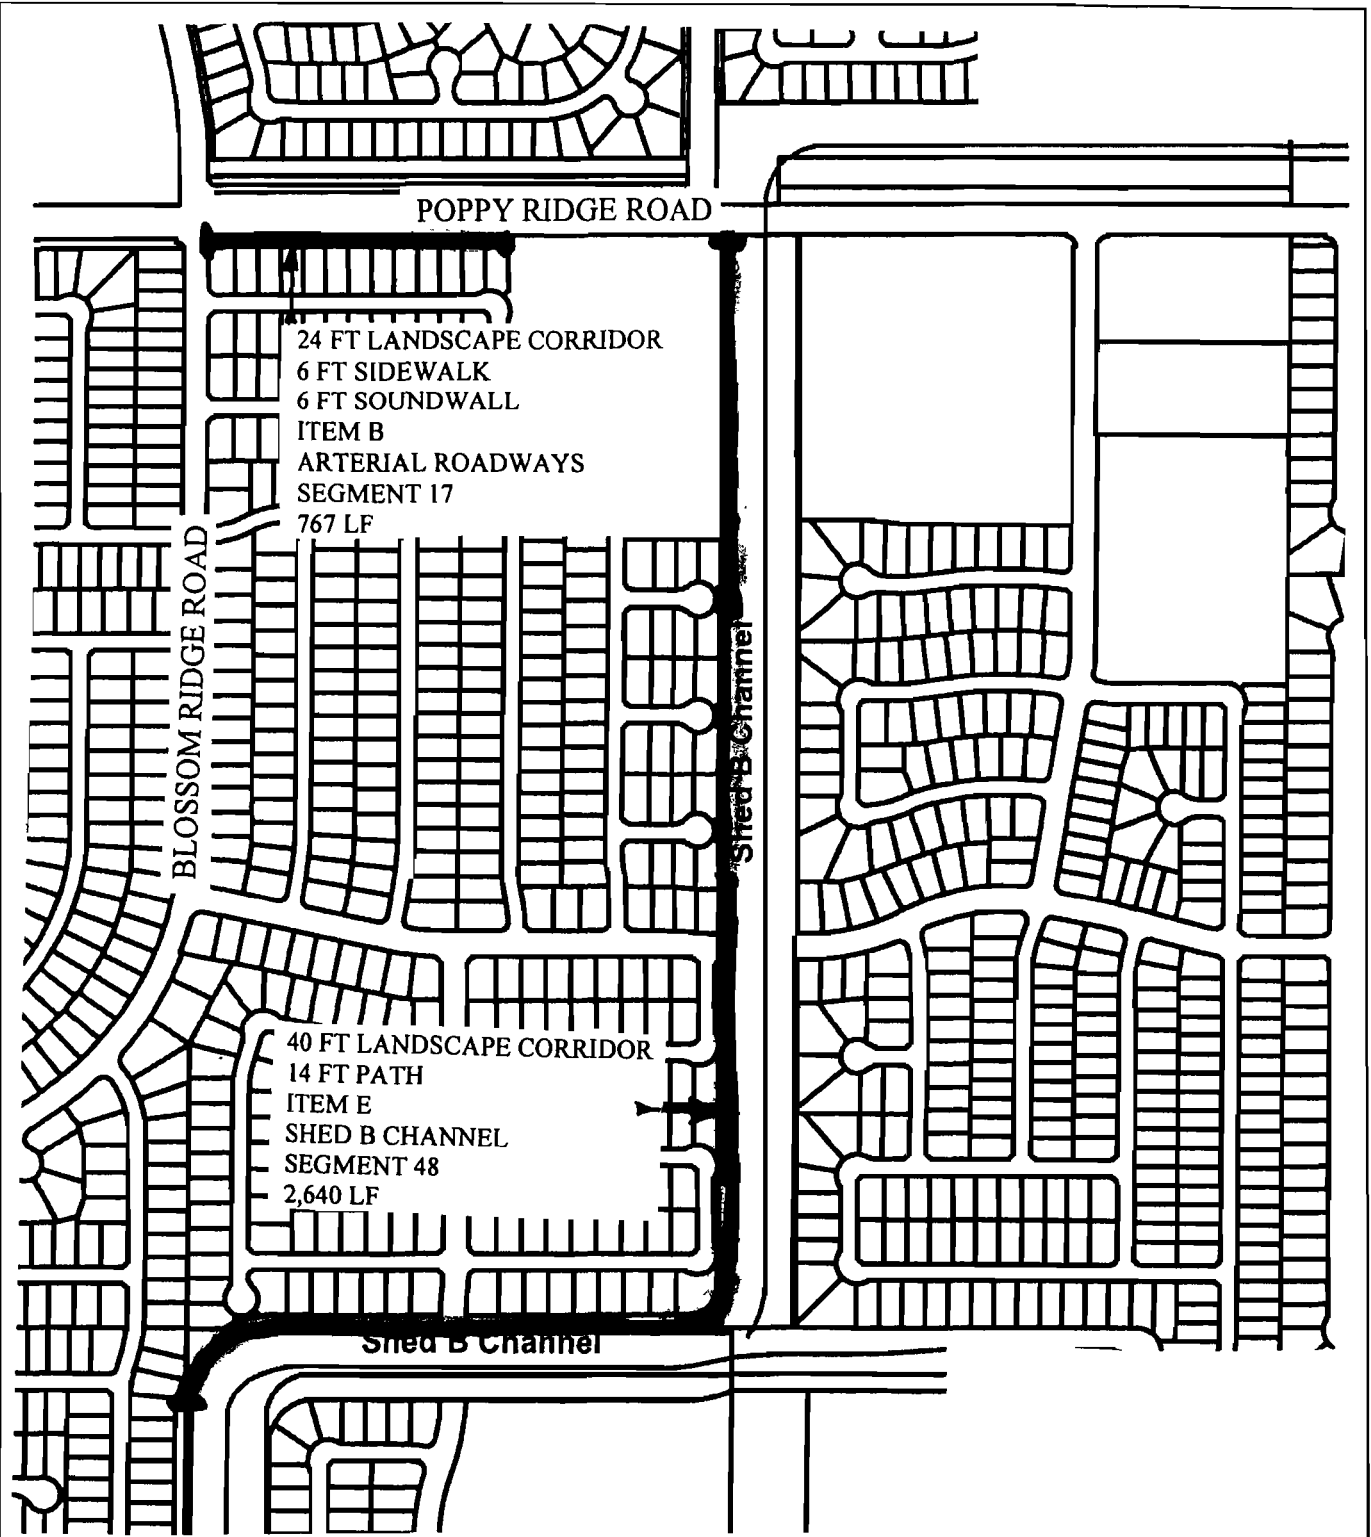 POPPY RIDGE ROAD
24 FT LANDSCAPE CORRIDOR
6 FT SIDEWALK
6 FT SOUNDWALL
ITEM B
ARTERIAL ROADWAYS
SEGMENT 17
767 LF
BLOSSOM RIDGE ROAD
Shed B Channel
40 FT LANDSCAPE CORRIDOR
14 FT PATH
ITEM E
SHED B CHANNEL
SEGMENT 48
2,640 LF
Shed B Channel